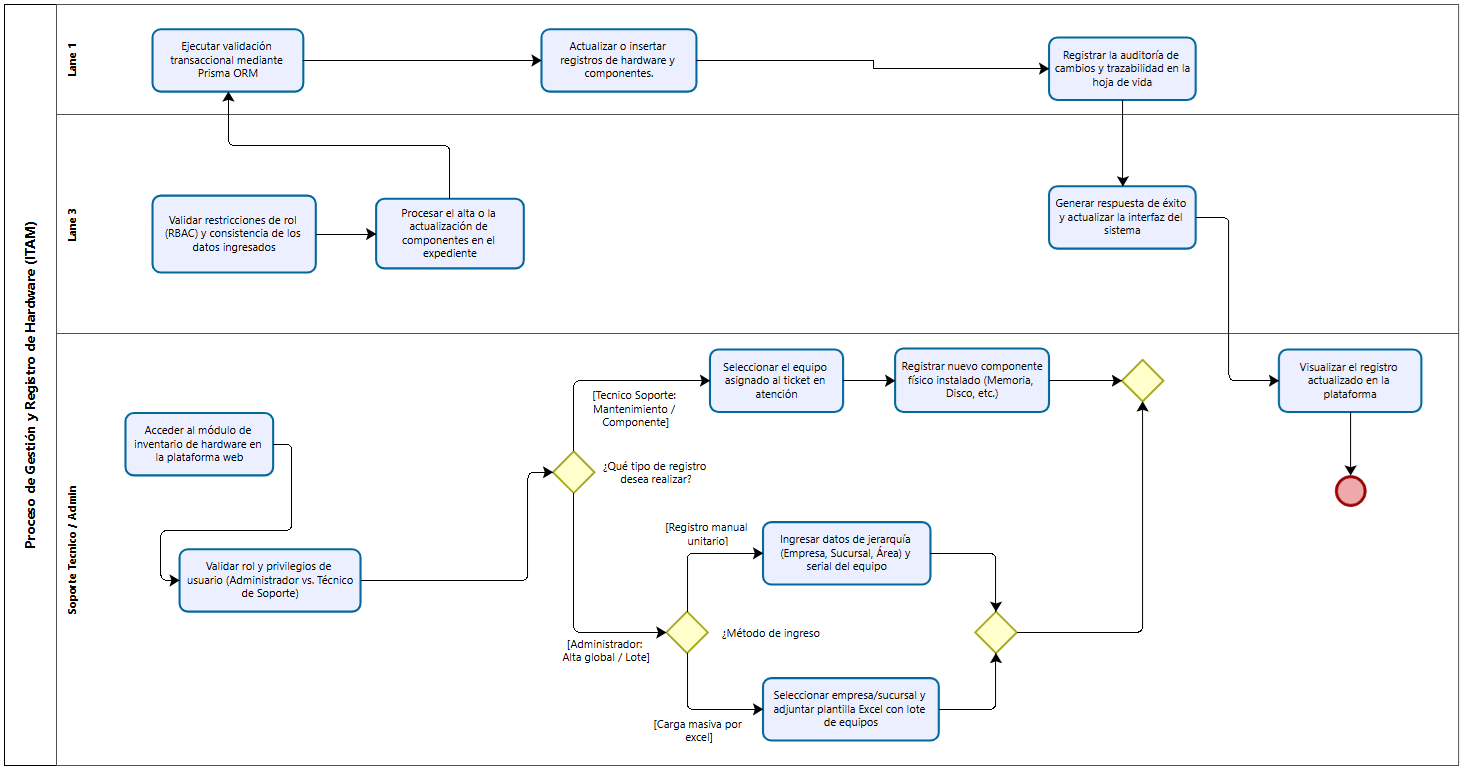 Proceso de Gestión y Registro de Hardware (ITAM)
Lane 1
Ejecutar validación
transaccional mediante
Prisma ORM
Actualizar o insertar
registros de hardware y
componentes.
Registrar la auditoría de
cambios y trazabilidad en la
hoja de vida
Lane 3
Validar restricciones de rol
(RBAC) y consistencia de los
datos ingresados
Procesar el alta o la
actualización de
componentes en el
expediente
Generar respuesta de éxito
y actualizar la interfaz del
sistema
Soporte Tecnico / Admin
Acceder al módulo de
inventario de hardware en
la plataforma web
Validar rol y privilegios de
usuario (Administrador vs. Técnico
de Soporte)
¿Qué tipo de registro
desea realizar?
[Tecnico Soporte:
Mantenimiento /
Componente]
Seleccionar el equipo
asignado al ticket en
atención
Registrar nuevo componente
físico instalado (Memoria,
Disco, etc.)
Visualizar el registro
actualizado en la
plataforma
[Administrador:
Alta global / Lote]
¿Método de ingreso
[Registro manual
unitario]
Ingresar datos de jerarquía
(Empresa, Sucursal, Área) y
serial del equipo
[Carga masiva por
excel]
Seleccionar empresa/sucursal y
adjuntar plantilla Excel con lote
de equipos